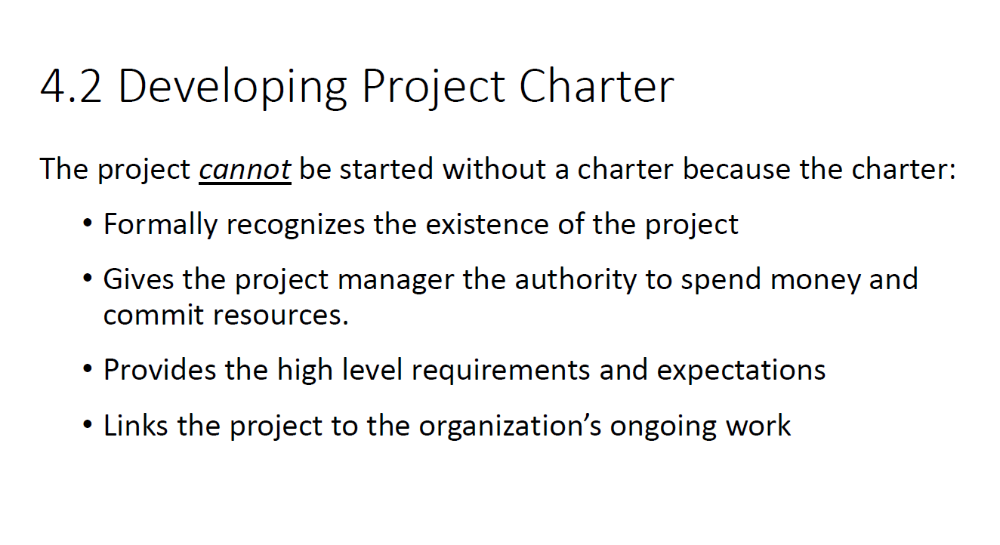 4.2 Developing Project Charter
The project cannot be started without a charter because the charter:
• Formally recognizes the existence of the project
• Gives the project manager the authority to spend money and
commit resources.
• Provides the high level requirements and expectations
• Links the project to the organization’s ongoing work